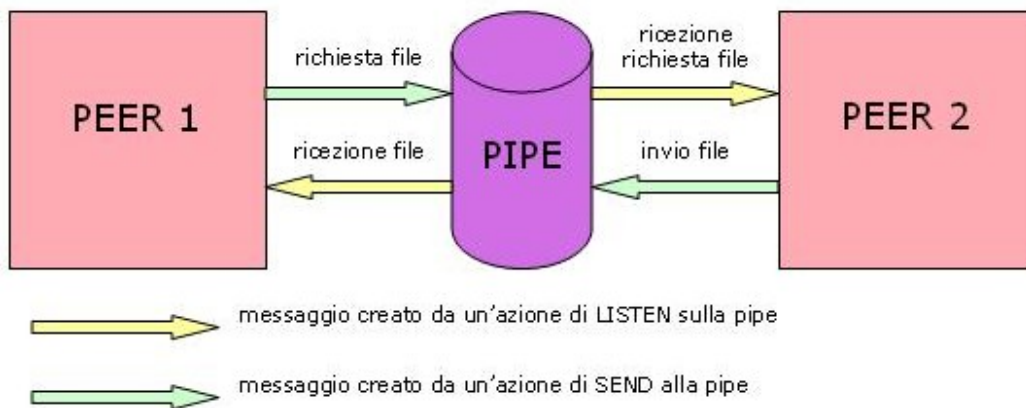 richiesta file
ricezione
richiesta file
PEER 1
PIPE
PEER 2
ricezione file
invio file
messaggio creato da un'azione di LISTEN sulla pipe
messaggio creato da un'azione di SEND alla pipe